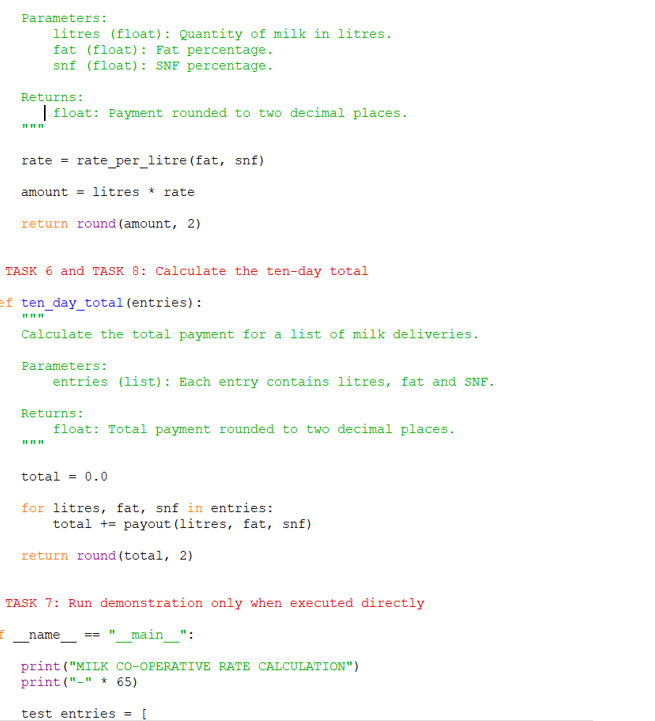 Parameters:
    litres (float): Quantity of milk in litres.
    fat (float): Fat percentage.
    snf (float): SNF percentage.

Returns:
    float: Payment rounded to two decimal places.
"""

rate = rate_per_litre(fat, snf)

amount = litres * rate

return round(amount, 2)

TASK 6 and TASK 8: Calculate the ten-day total

ef ten_day_total(entries):
    """
    Calculate the total payment for a list of milk deliveries.

    Parameters:
        entries (list): Each entry contains litres, fat and SNF.

    Returns:
        float: Total payment rounded to two decimal places.
    """

    total = 0.0

    for litres, fat, snf in entries:
        total += payout(litres, fat, snf)

    return round(total, 2)

TASK 7: Run demonstration only when executed directly

f __name__ == "__main__":

    print("MILK CO-OPERATIVE RATE CALCULATION")
    print("-" * 65)

    test_entries = [